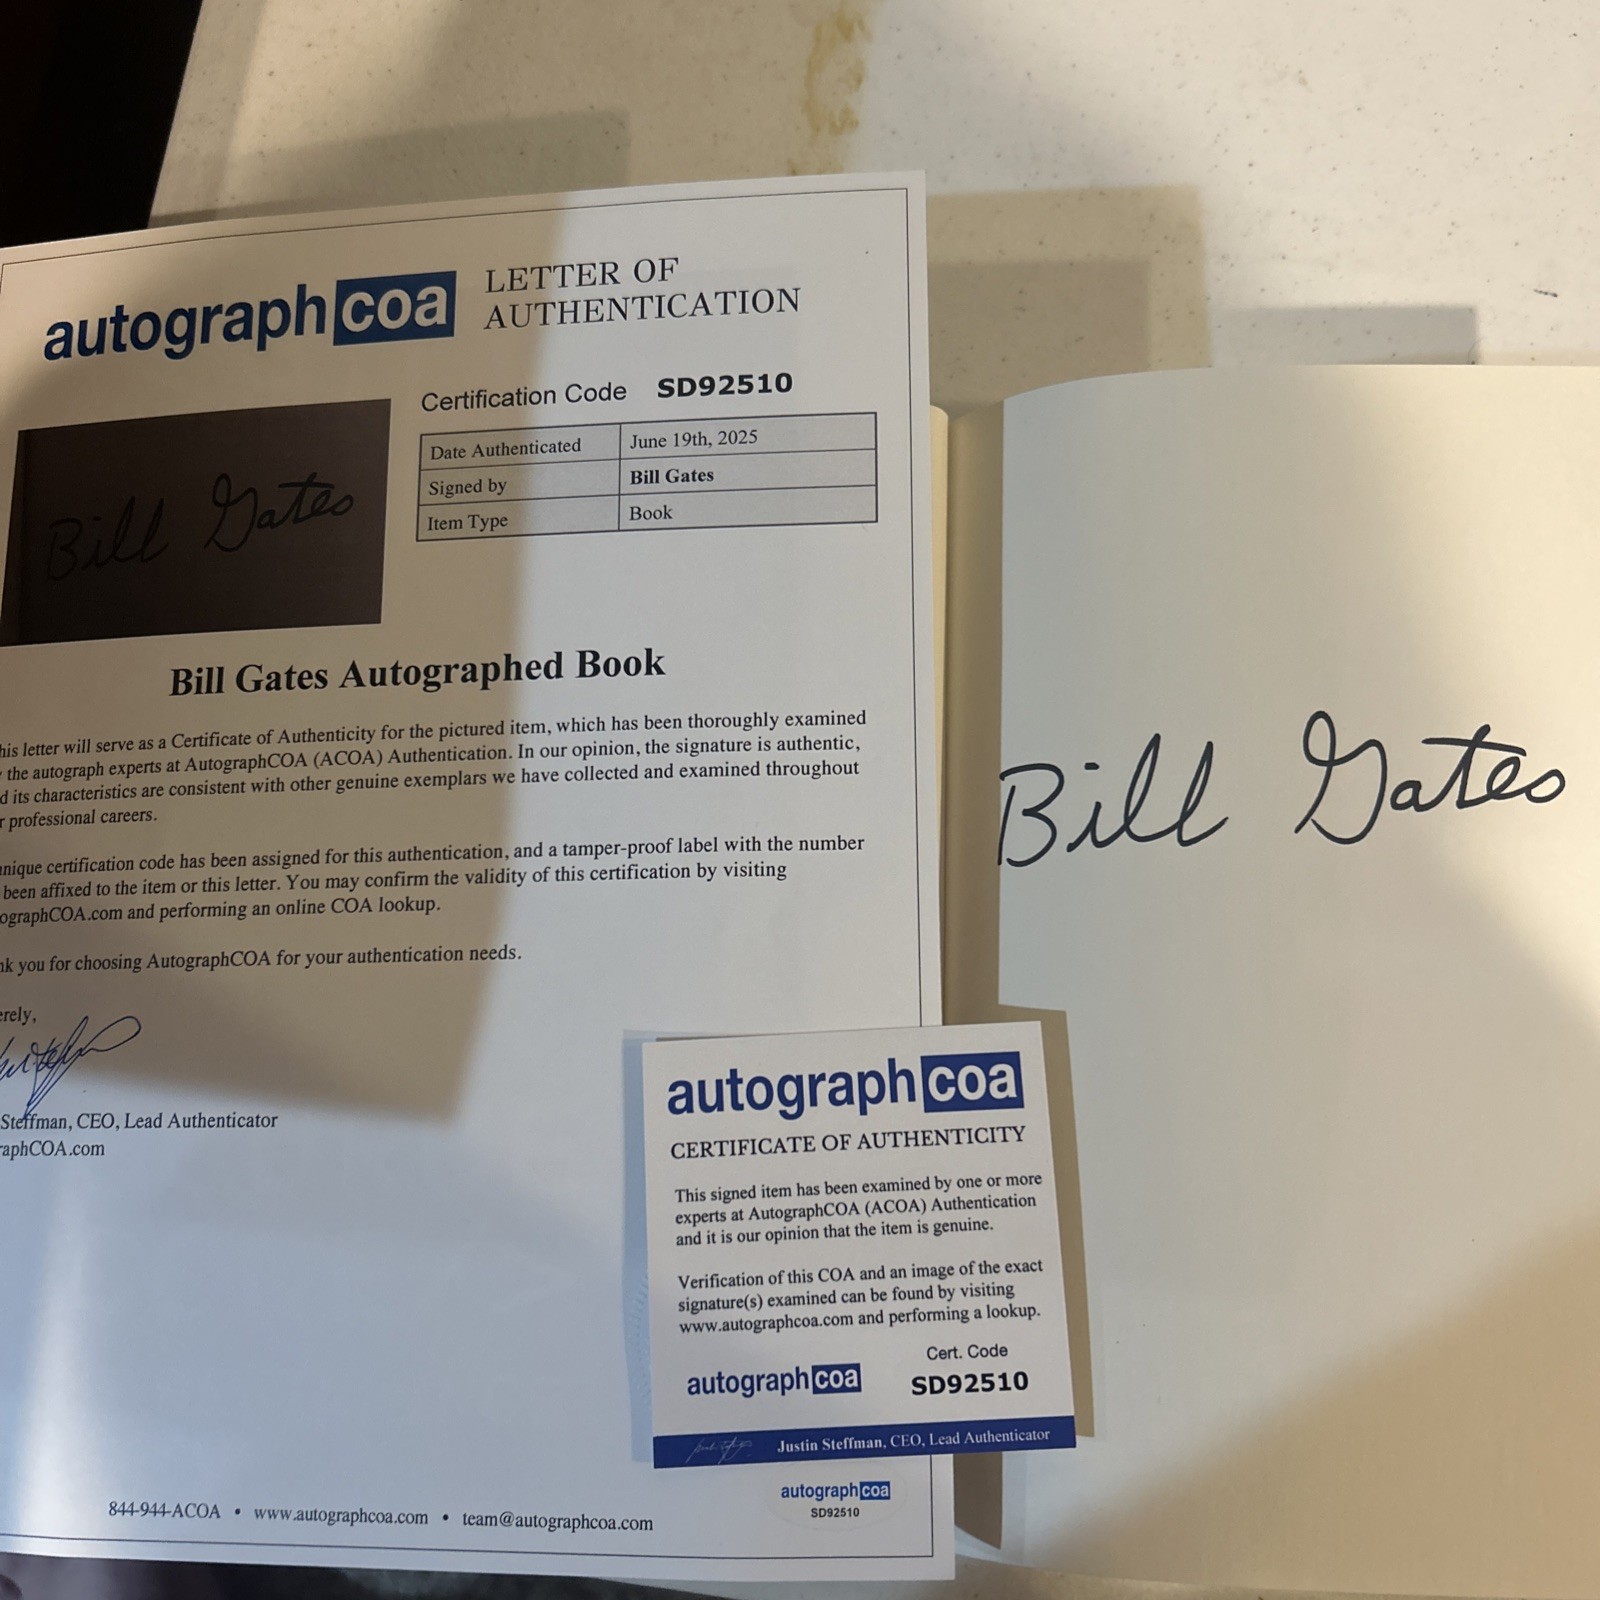 autographcoa
LETTER OF
AUTHENTICATION
Certification Code SD92510
Bill Gates
Date Authenticated June 19th, 2025
Signed by Bill Gates
Item Type Book
Bill Gates Autographed Book
his letter will serve as a Certificate of Authenticity for the pictured item, which has been thoroughly examined
the autograph experts at AutographCOA (ACOA) Authentication. In our opinion, the signature is authentic,
d its characteristics are consistent with other genuine exemplars we have collected and examined throughout
r professional careers.
nique certification code has been assigned for this authentication, and a tamper-proof label with the number
been affixed to the item or this letter. You may confirm the validity of this certification by visiting
ographCOA.com and performing an online COA lookup.
nk you for choosing AutographCOA for your authentication needs.
erely,
Steffman, CEO, Lead Authenticator
raphCOA.com
844-944-ACOA • www.autographcoa.com • team@autographcoa.com
autographcoa
SD92510
autographcoa
CERTIFICATE OF AUTHENTICITY
This signed item has been examined by one or more
experts at AutographCOA (ACOA) Authentication
and it is our opinion that the item is genuine.
Verification of this COA and an image of the exact
signature(s) examined can be found by visiting
www.autographcoa.com and performing a lookup.
Cert. Code
autographcoa SD92510
Justin Steffman, CEO, Lead Authenticator
Bill Gates